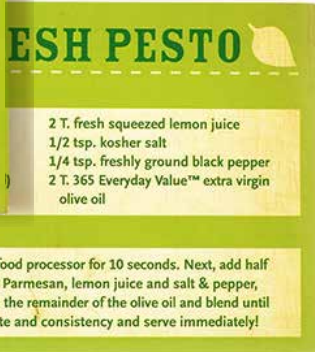 ESH PESTO
2 T. fresh squeezed lemon juice
1/2 tsp. kosher salt
1/4 tsp. freshly ground black pepper
)
2 T. 365 Everyday Value™ extra virgin
olive oil
ood processor for 10 seconds. Next, add half
Parmesan, lemon juice and salt & pepper,
the remainder of the olive oil and blend until
te and consistency and serve immediately!